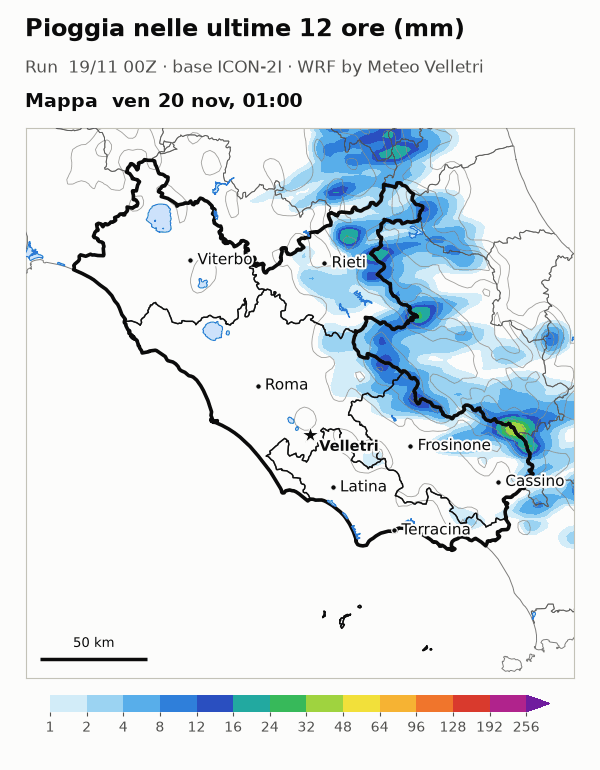 Pioggia nelle ultime 12 ore (mm)
Run 19/11 00Z · base ICON-2I · WRF by Meteo Velletri
Mappa ven 20 nov, 01:00
Viterbo
Rieti
Roma
Velletri
Frosinone
Cassino
Latina
Terracina
50 km
1 2 4 8 12 16 24 32 48 64 96 128 192 256